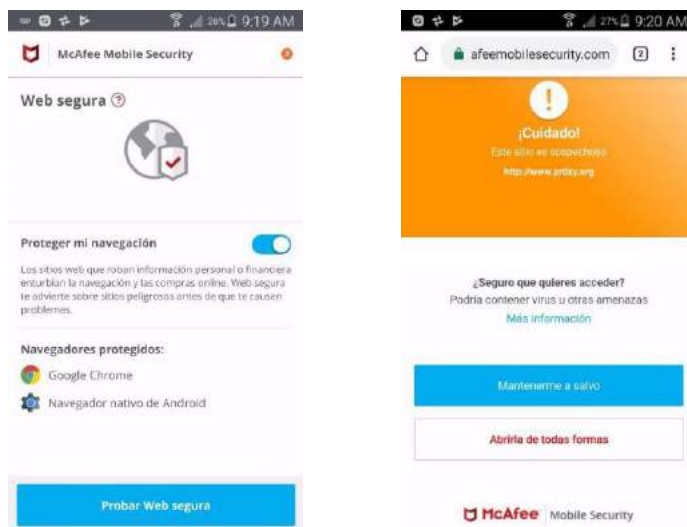 26% 9:19 AM
McAfee Mobile Security
Web segura ?
Proteger mi navegación
Los sitios web que roban información personal o financiera
enturbian la navegación y las compras online. Web segura
te advierte sobre sitios peligrosos antes de que te causen
problemas.
Navegadores protegidos:
Google Chrome
Navegador nativo de Android
Probar Web segura
27% 9:20 AM
afeemobilesecurity.com 2
!
¡Cuidado!
Este sitio es sospechoso
¿Seguro que quieres acceder?
Podría contener virus u otras amenazas
Más información
Mantenerme a salvo
Abrirla de todas formas
McAfee Mobile Security